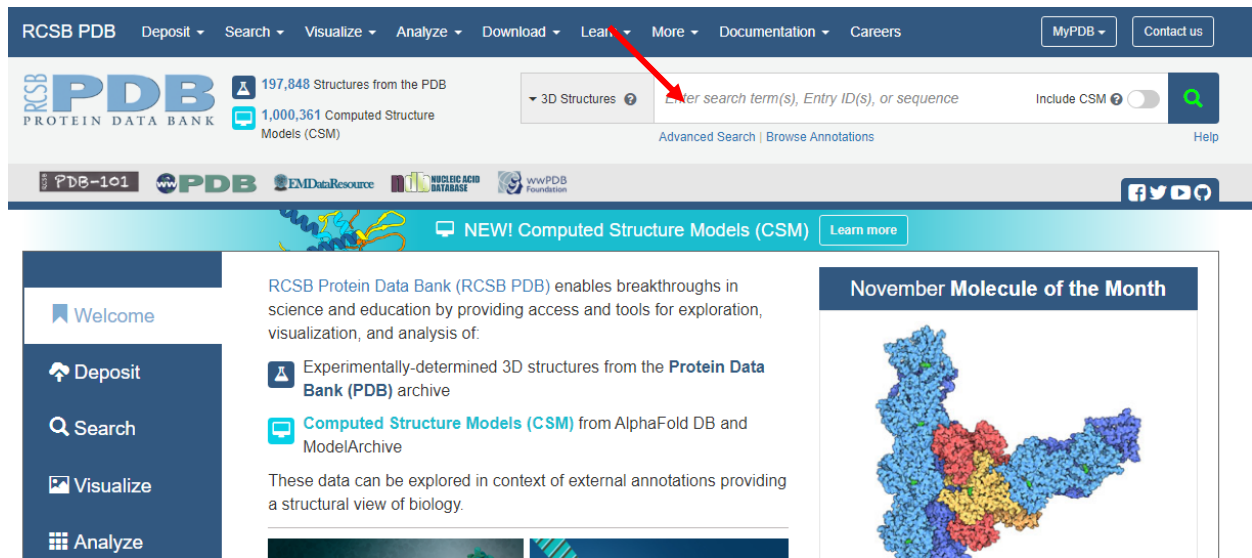 RCSB PDB Deposit Search Visualize Analyze Download Learn More Documentation Careers MyPDB Contact us
RCSB PDB
PROTEIN DATA BANK
197,848 Structures from the PDB
1,000,361 Computed Structure
Models (CSM)
3D Structures Enter search term(s), Entry ID(s), or sequence Include CSM
Advanced Search | Browse Annotations Help
RCSB PDB-101 wwPDB EMDataResource NUCLEIC ACID DATABASE wwPDB Foundation
NEW! Computed Structure Models (CSM) Learn more
Welcome
Deposit
Search
Visualize
Analyze
RCSB Protein Data Bank (RCSB PDB) enables breakthroughs in
science and education by providing access and tools for exploration,
visualization, and analysis of:
Experimentally-determined 3D structures from the Protein Data
Bank (PDB) archive
Computed Structure Models (CSM) from AlphaFold DB and
ModelArchive
These data can be explored in context of external annotations providing
a structural view of biology.
November Molecule of the Month